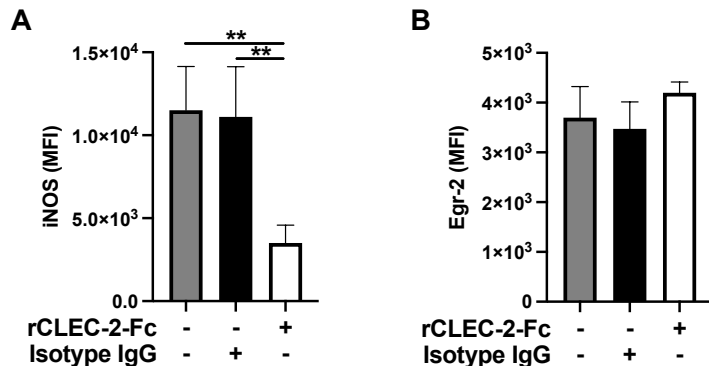 A
iNOS (MFI)
1.5×10⁴
1.0×10⁴
5.0×10³
0.0
**
**
rCLEC-2-Fc - - +
Isotype IgG - + -
B
Egr-2 (MFI)
5×10³
4×10³
3×10³
2×10³
1×10³
0
rCLEC-2-Fc - - +
Isotype IgG - + -